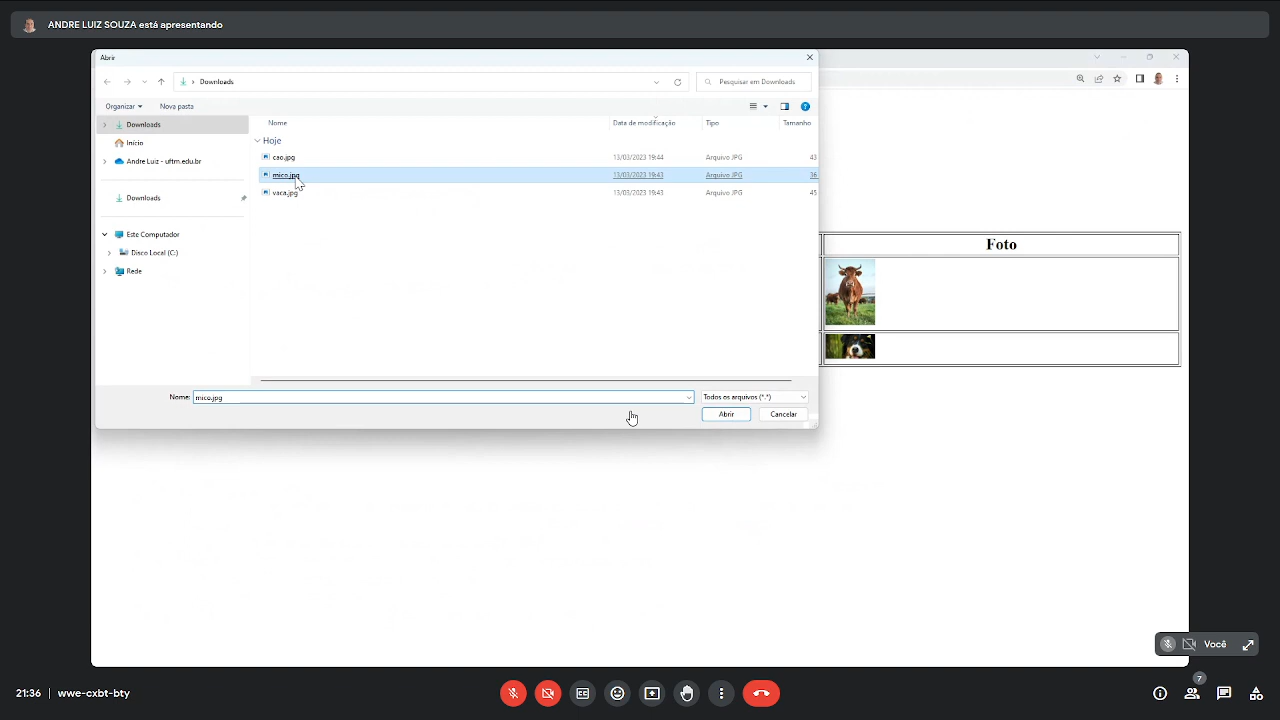 ANDRE LUIZ SOUZA está apresentando
Abrir
Downloads
Pesquisar em Downloads
Organizar
Nova pasta
Downloads
Início
Andre Luiz - uftm.edu.br
Downloads
Este Computador
Disco Local (C:)
Rede
Nome Data de modificação Tipo Tamanho
Hoje
cao.jpg 13/03/2023 19:44 Arquivo JPG 43
mico.jpg 13/03/2023 19:43 Arquivo JPG 36
vaca.jpg 13/03/2023 19:43 Arquivo JPG 45
Nome: mico.jpg Todos os arquivos (*.*)
Abrir Cancelar
Foto
Você
21:36 | wwe-cxbt-bty
7